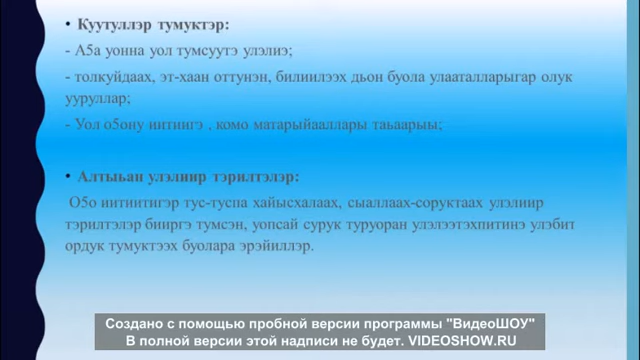 • Куутуллэр тумуктэр:
- А5а уонна уол тумсуутэ улэлиэ;
- толкуйдаах, эт-хаан оттунэн, билиилээх дьон буола улааталларыгар олук
ууруллар;
- Уол о5ону иитиигэ , комо матарыйааллары таьаарыы;
• Алтыьан улэлиир тэрилтэлэр:
О5о иитиитигэр тус-туспа хайысхалаах, сыаллаах-соруктаах улэлиир
тэрилтэлэр бииргэ тумсэн, уопсай сурук туруоран улэлээтэхпитинэ улэбит
ордук тумуктээх буолара эрэйиллэр.
Создано с помощью пробной версии программы "ВидеоШОУ"
В полной версии этой надписи не будет. VIDEOSHOW.RU